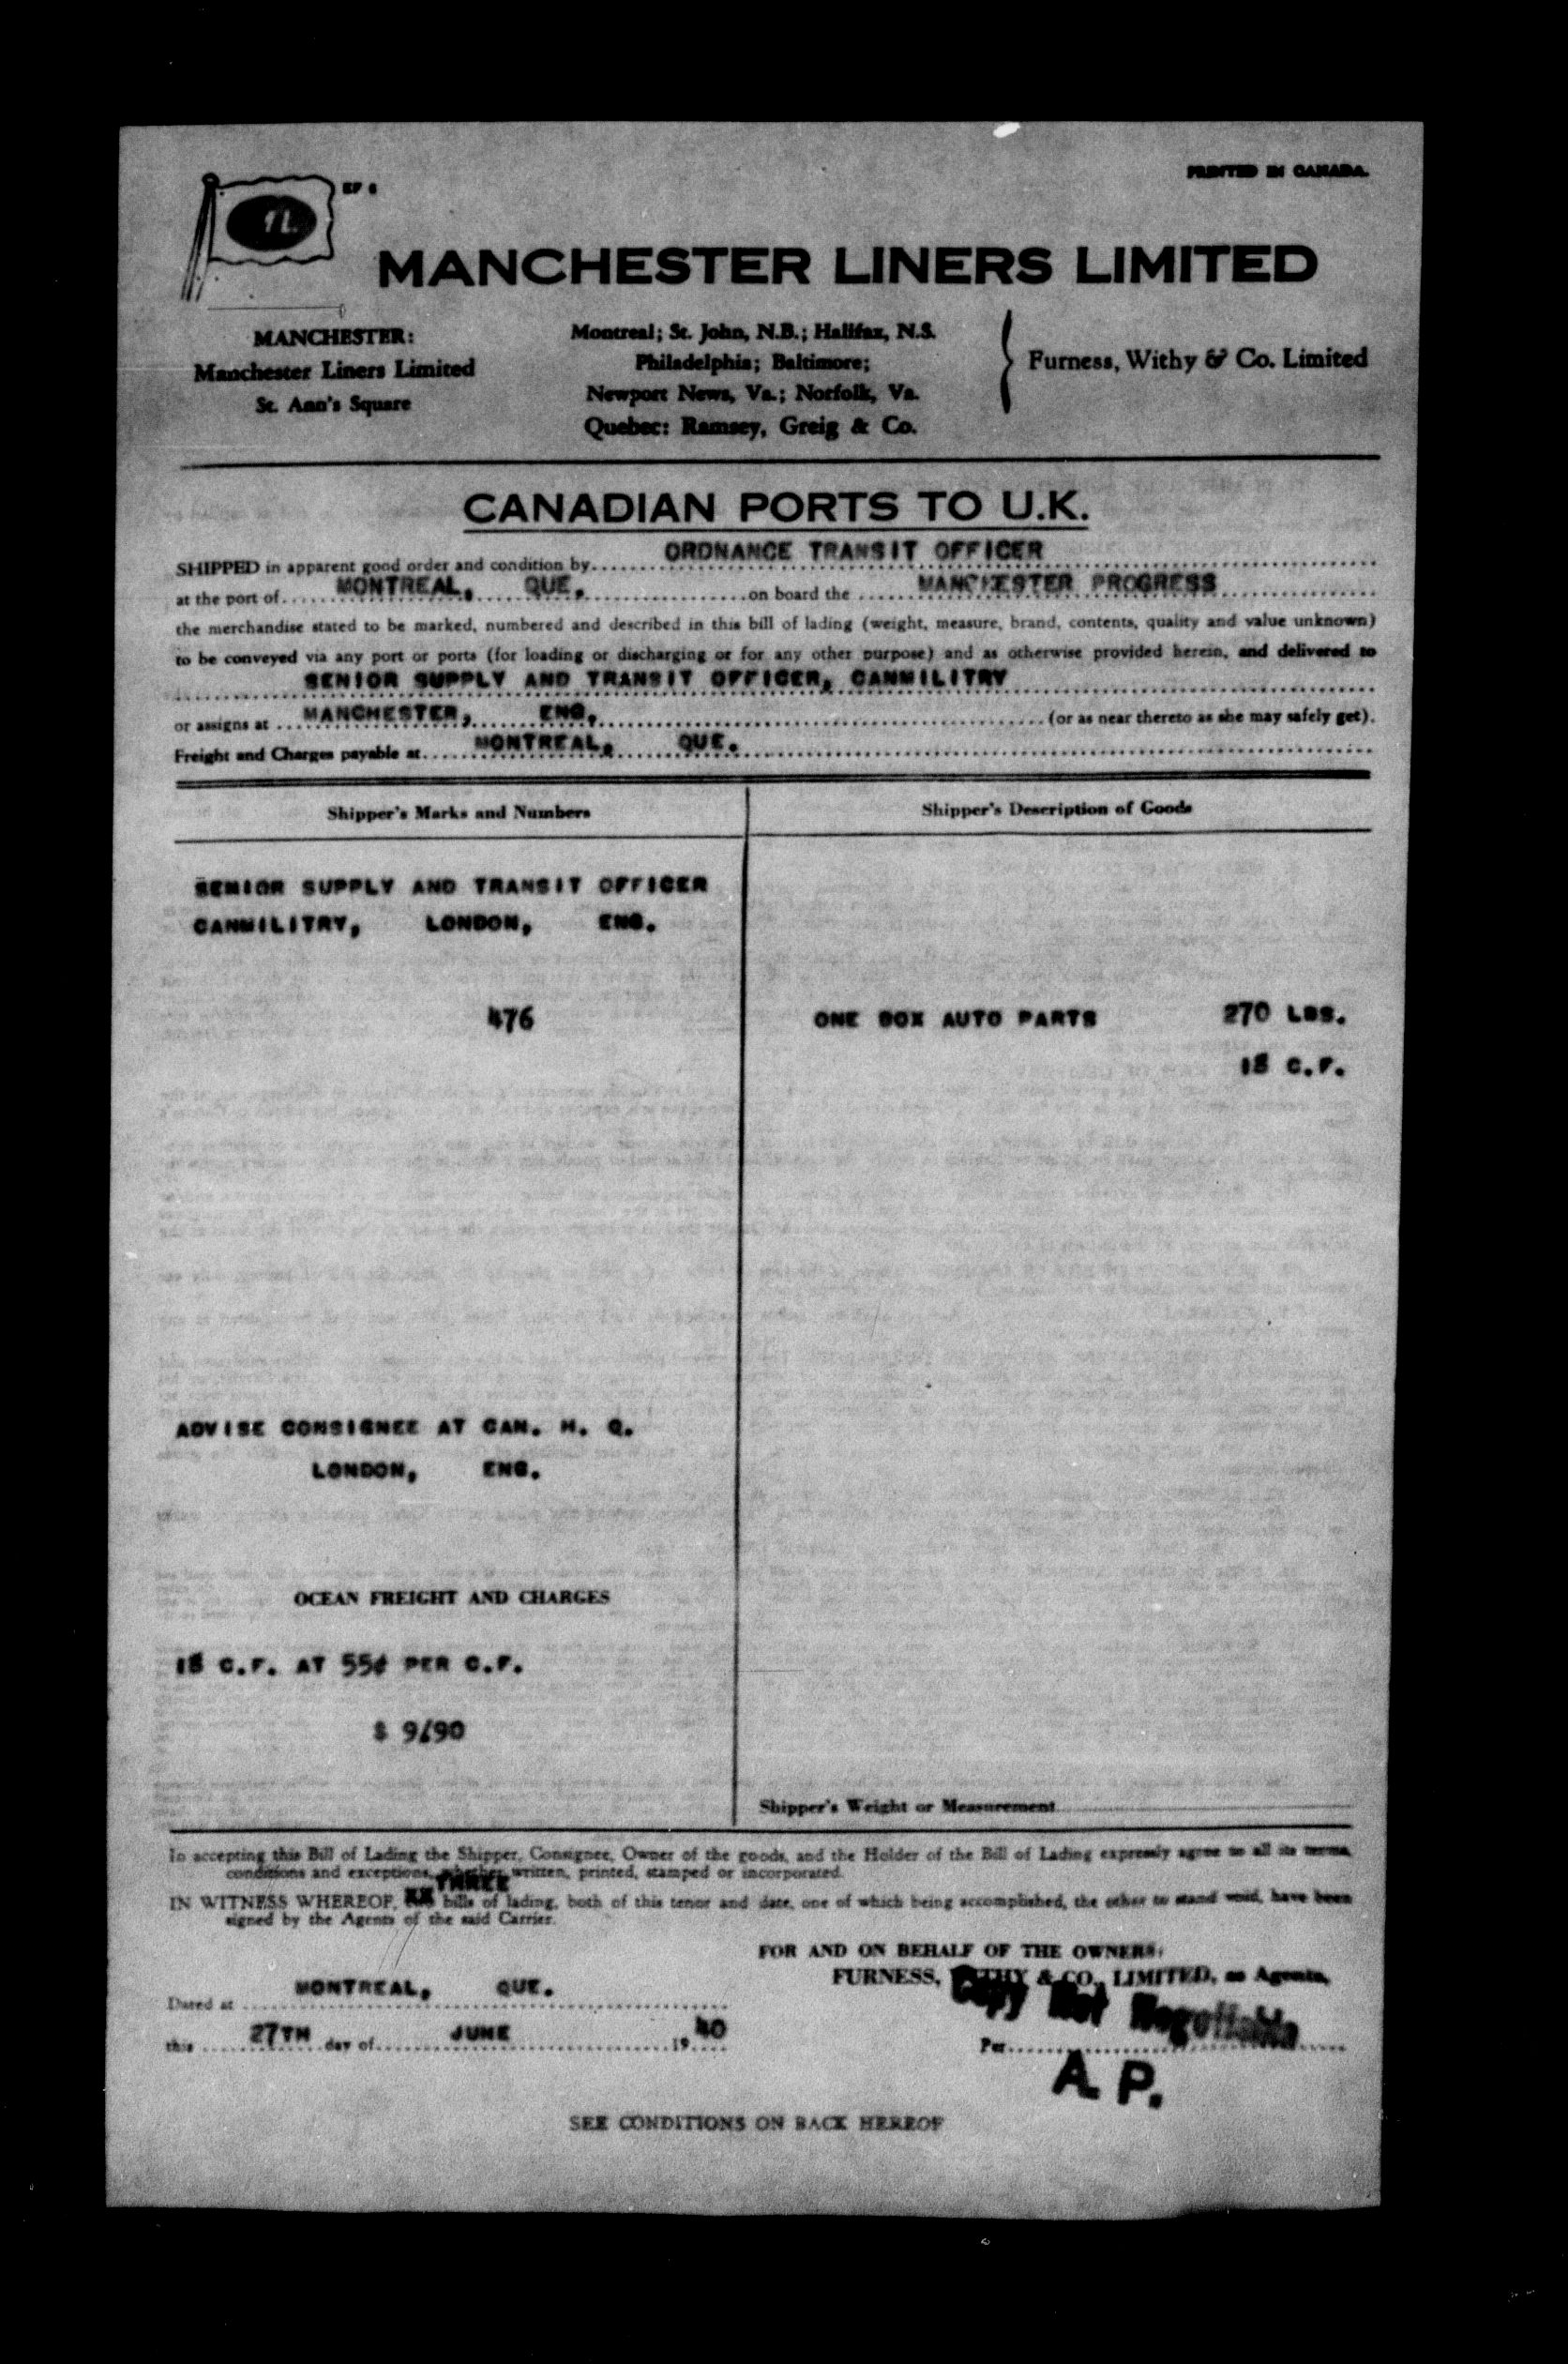 PRINTED IN CANADA.
MANCHESTER LINERS LIMITED
MANCHESTER:
Manchester Liners Limited
St. Ann's Square
Montreal; St. John, N.B.; Halifax, N.S.
Philadelphia; Baltimore;
Newport News, Va.; Norfolk, Va.
Quebec: Ramsey, Greig & Co.
Furness, Withy & Co. Limited
CANADIAN PORTS TO U.K.
SHIPPED in apparent good order and condition by ORDNANCE TRANSIT OFFICER
at the port of MONTREAL, QUE. on board the MANCHESTER PROGRESS
the merchandise stated to be marked, numbered and described in this bill of lading (weight, measure, brand, contents, quality and value unknown)
to be conveyed via any port or ports (for loading or discharging or for any other purpose) and as otherwise provided herein, and delivered to
SENIOR SUPPLY AND TRANSIT OFFICER, CANMILITRY
or assigns at MANCHESTER, ENG. (or as near thereto as she may safely get).
Freight and Charges payable at MONTREAL, QUE.
Shipper's Marks and Numbers
Shipper's Description of Goods
SENIOR SUPPLY AND TRANSIT OFFICER
CANMILITRY, LONDON, ENG.
476
ONE BOX AUTO PARTS 270 LBS.
18 C.F.
ADVISE CONSIGNEE AT CAN. H. Q.
LONDON, ENG.
OCEAN FREIGHT AND CHARGES
18 C.F. AT 55¢ PER C.F.
$ 9/90
Shipper's Weight or Measurement
In accepting this Bill of Lading the Shipper, Consignee, Owner of the goods, and the Holder of the Bill of Lading expressly agree to all its terms,
conditions and exceptions, whether written, printed, stamped or incorporated.
IN WITNESS WHEREOF, THREE bills of lading, both of this tenor and date, one of which being accomplished, the other to stand void, have been
signed by the Agents of the said Carrier.
FOR AND ON BEHALF OF THE OWNERS,
FURNESS, WITHY & CO., LIMITED, as Agents,
Copy Not Negotiable
Dated at MONTREAL, QUE.
this 27TH day of JUNE 19 40
Per
A. P.
SEE CONDITIONS ON BACK HEREOF